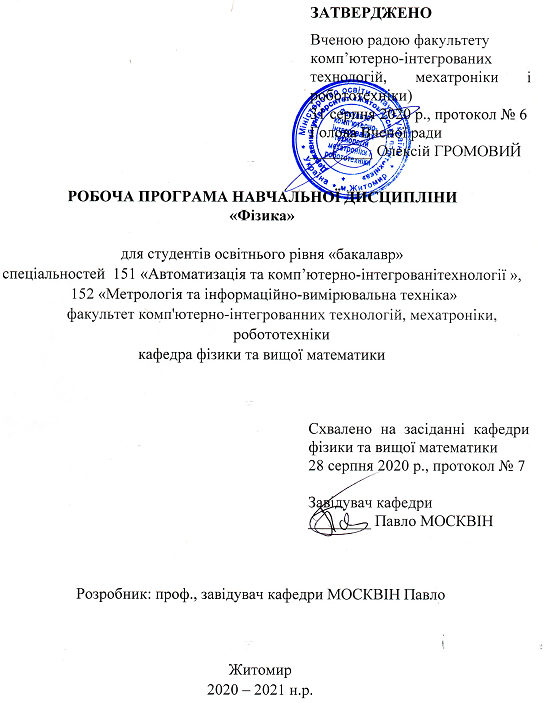 ЗАТВЕРДЖЕНО
Вченою радою факультету
комп’ютерно-інтегрованих
технологій, мехатроніки і
робототехніки)
серпня 2020 р., протокол № 6
Голова Вченої ради
Олексій ГРОМОВИЙ
РОБОЧА ПРОГРАМА НАВЧАЛЬНОЇ ДИСЦИПЛІНИ
«Фізика»
для студентів освітнього рівня «бакалавр»
спеціальностей 151 «Автоматизація та комп’ютерно-інтегрованітехнології »,
152 «Метрологія та інформаційно-вимірювальна техніка»
факультет комп'ютерно-інтегрованних технологій, мехатроніки,
робототехніки
кафедра фізики та вищої математики
Схвалено на засіданні кафедри
фізики та вищої математики
28 серпня 2020 р., протокол № 7
Завідувач кафедри
Павло МОСКВІН
Розробник: проф., завідувач кафедри МОСКВІН Павло
Житомир
2020 – 2021 н.р.